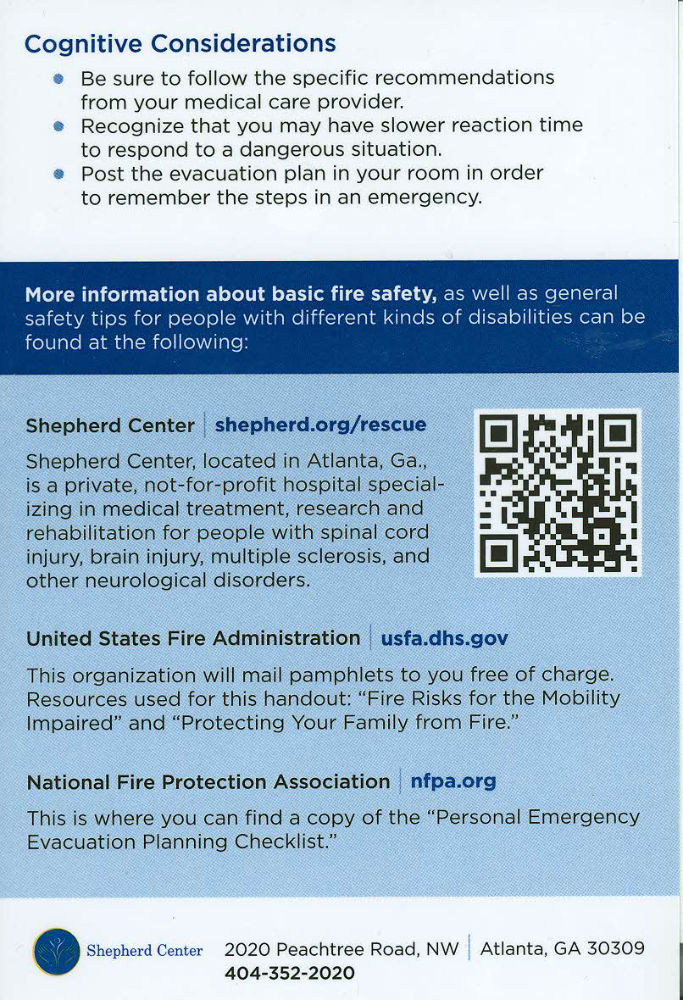 Cognitive Considerations
Be sure to follow the specific recommendations
from your medical care provider.
Recognize that you may have slower reaction time
to respond to a dangerous situation.
Post the evacuation plan in your room in order
to remember the steps in an emergency.
More information about basic fire safety, as well as general
safety tips for people with different kinds of disabilities can be
found at the following:
Shepherd Center | shepherd.org/rescue
Shepherd Center, located in Atlanta, Ga.,
is a private, not-for-profit hospital special-
izing in medical treatment, research and
rehabilitation for people with spinal cord
injury, brain injury, multiple sclerosis, and
other neurological disorders.
United States Fire Administration | usfa.dhs.gov
This organization will mail pamphlets to you free of charge.
Resources used for this handout: “Fire Risks for the Mobility
Impaired” and “Protecting Your Family from Fire.”
National Fire Protection Association | nfpa.org
This is where you can find a copy of the “Personal Emergency
Evacuation Planning Checklist.”
Shepherd Center
2020 Peachtree Road, NW | Atlanta, GA 30309
404-352-2020